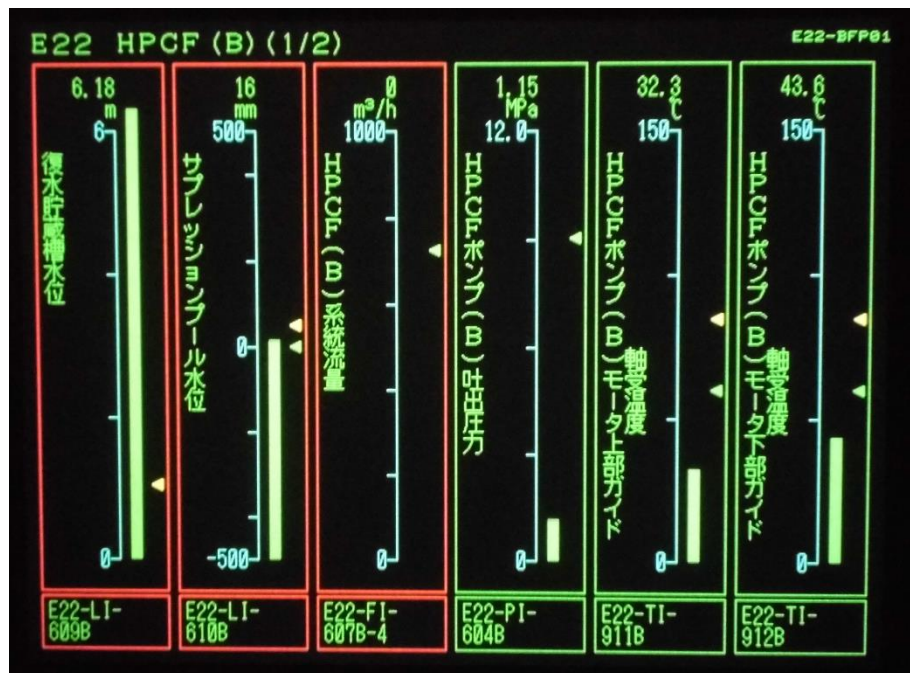 E22 HPCF(B)(1/2)
E22-BFP01
6.18
m
6
復水貯蔵槽水位
0
E22-LI-
609B
16
mm
500
サプレッションプール水位
0
-500
E22-LI-
610B
0
m³/h
1000
HPCF(B)系統流量
0
E22-FI-
607B-4
1.15
MPa
12.0
HPCFポンプ(B)吐出圧力
0
E22-PI-
604B
32.3
℃
150
HPCFポンプ(B)モータ上部ガイド
軸受温度
0
E22-TI-
911B
43.6
℃
150
HPCFポンプ(B)モータ下部ガイド
軸受温度
0
E22-TI-
912B